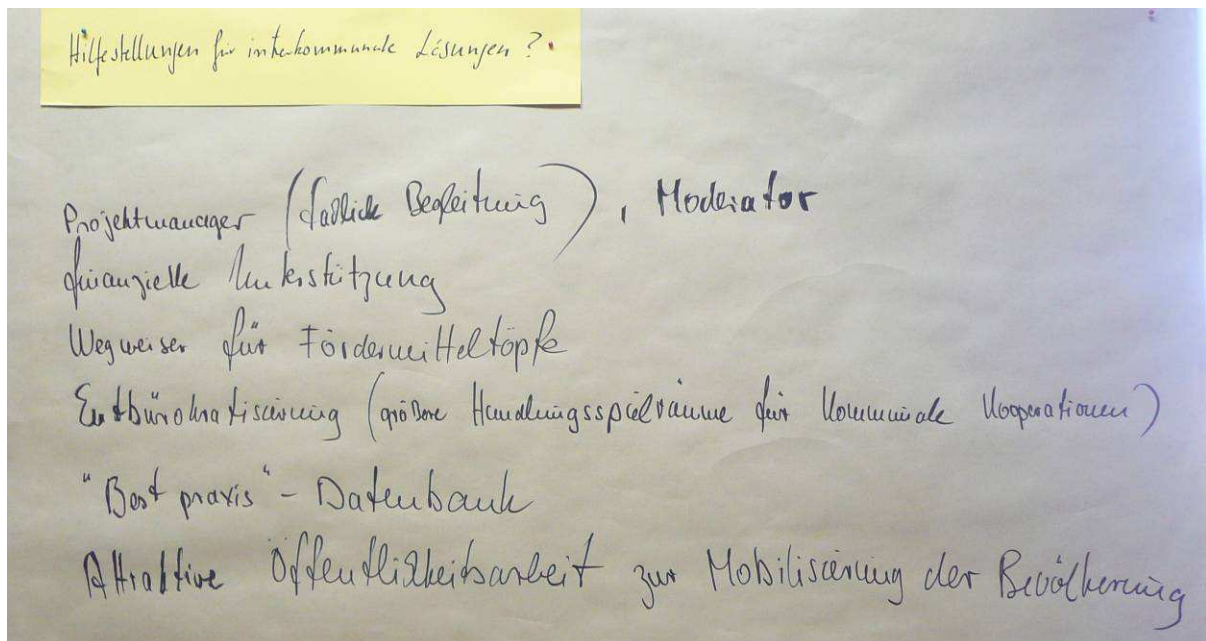 Hilfestellungen für interkommunale Lösungen?
Projektmanager (fachliche Begleitung), Moderator
finanzielle Unterstützung
Wegweiser für Fördermitteltöpfe
Entbürokratisierung (größere Handlungsspielräume für kommunale Kooperationen)
"Best praxis" - Datenbank
Attraktive Öffentlichkeitsarbeit zur Mobilisierung der Bevölkerung